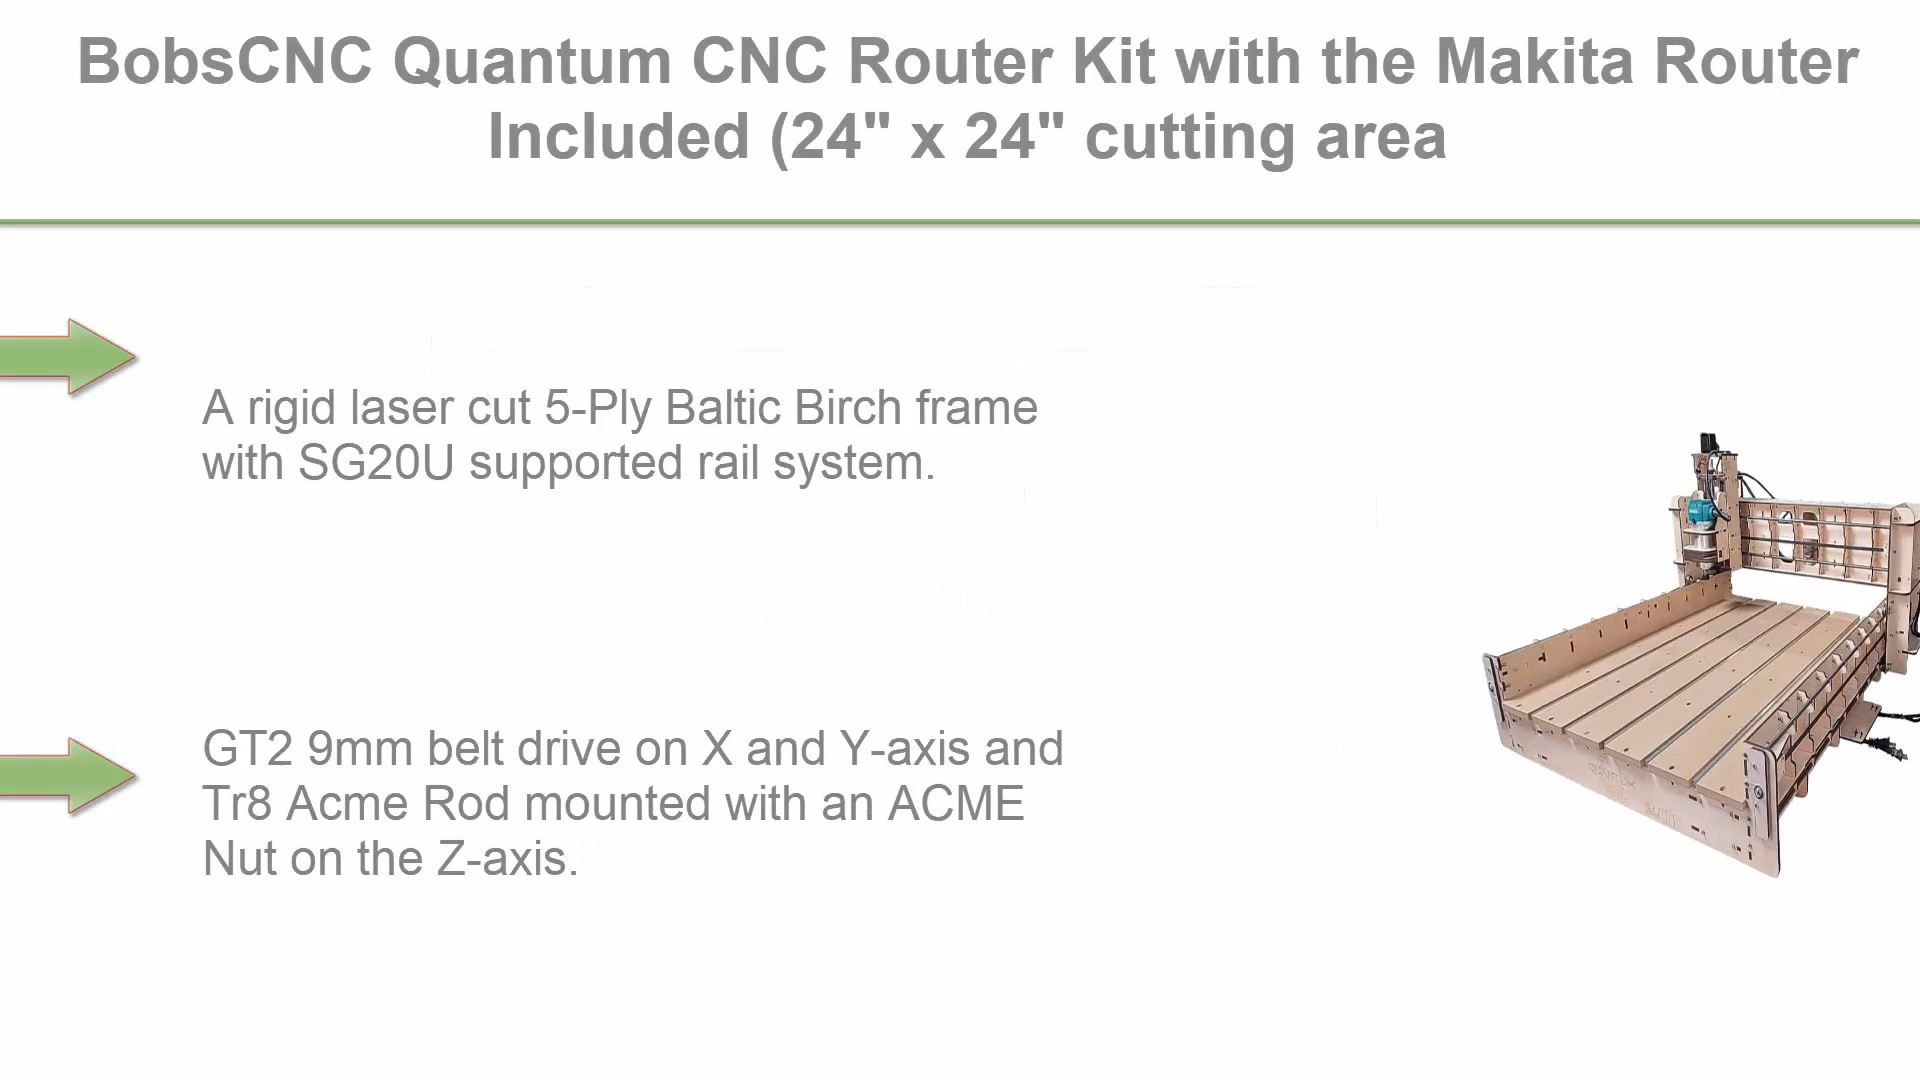 BobsCNC Quantum CNC Router Kit with the Makita Router
Included (24" x 24" cutting area
A rigid laser cut 5-Ply Baltic Birch frame
with SG20U supported rail system.
GT2 9mm belt drive on X and Y-axis and
Tr8 Acme Rod mounted with an ACME
Nut on the Z-axis.
QUANTUM